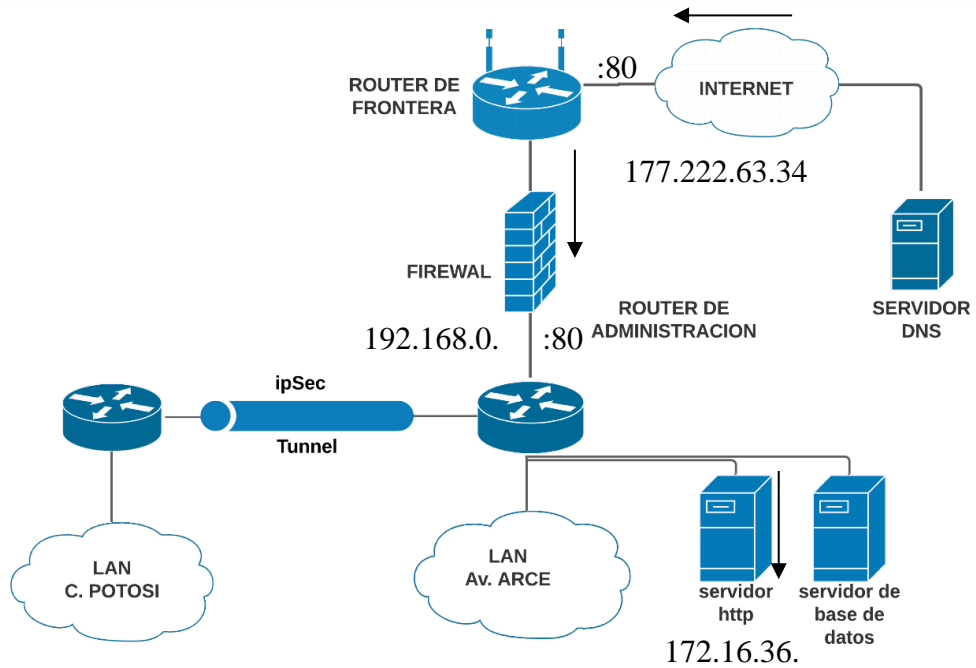 :80
INTERNET
ROUTER DE
FRONTERA
177.222.63.34
FIREWAL
ROUTER DE
ADMINISTRACION
SERVIDOR
DNS
192.168.0.
:80
ipSec
Tunnel
LAN
C. POTOSI
LAN
Av. ARCE
servidor
http
servidor de
base de
datos
172.16.36.